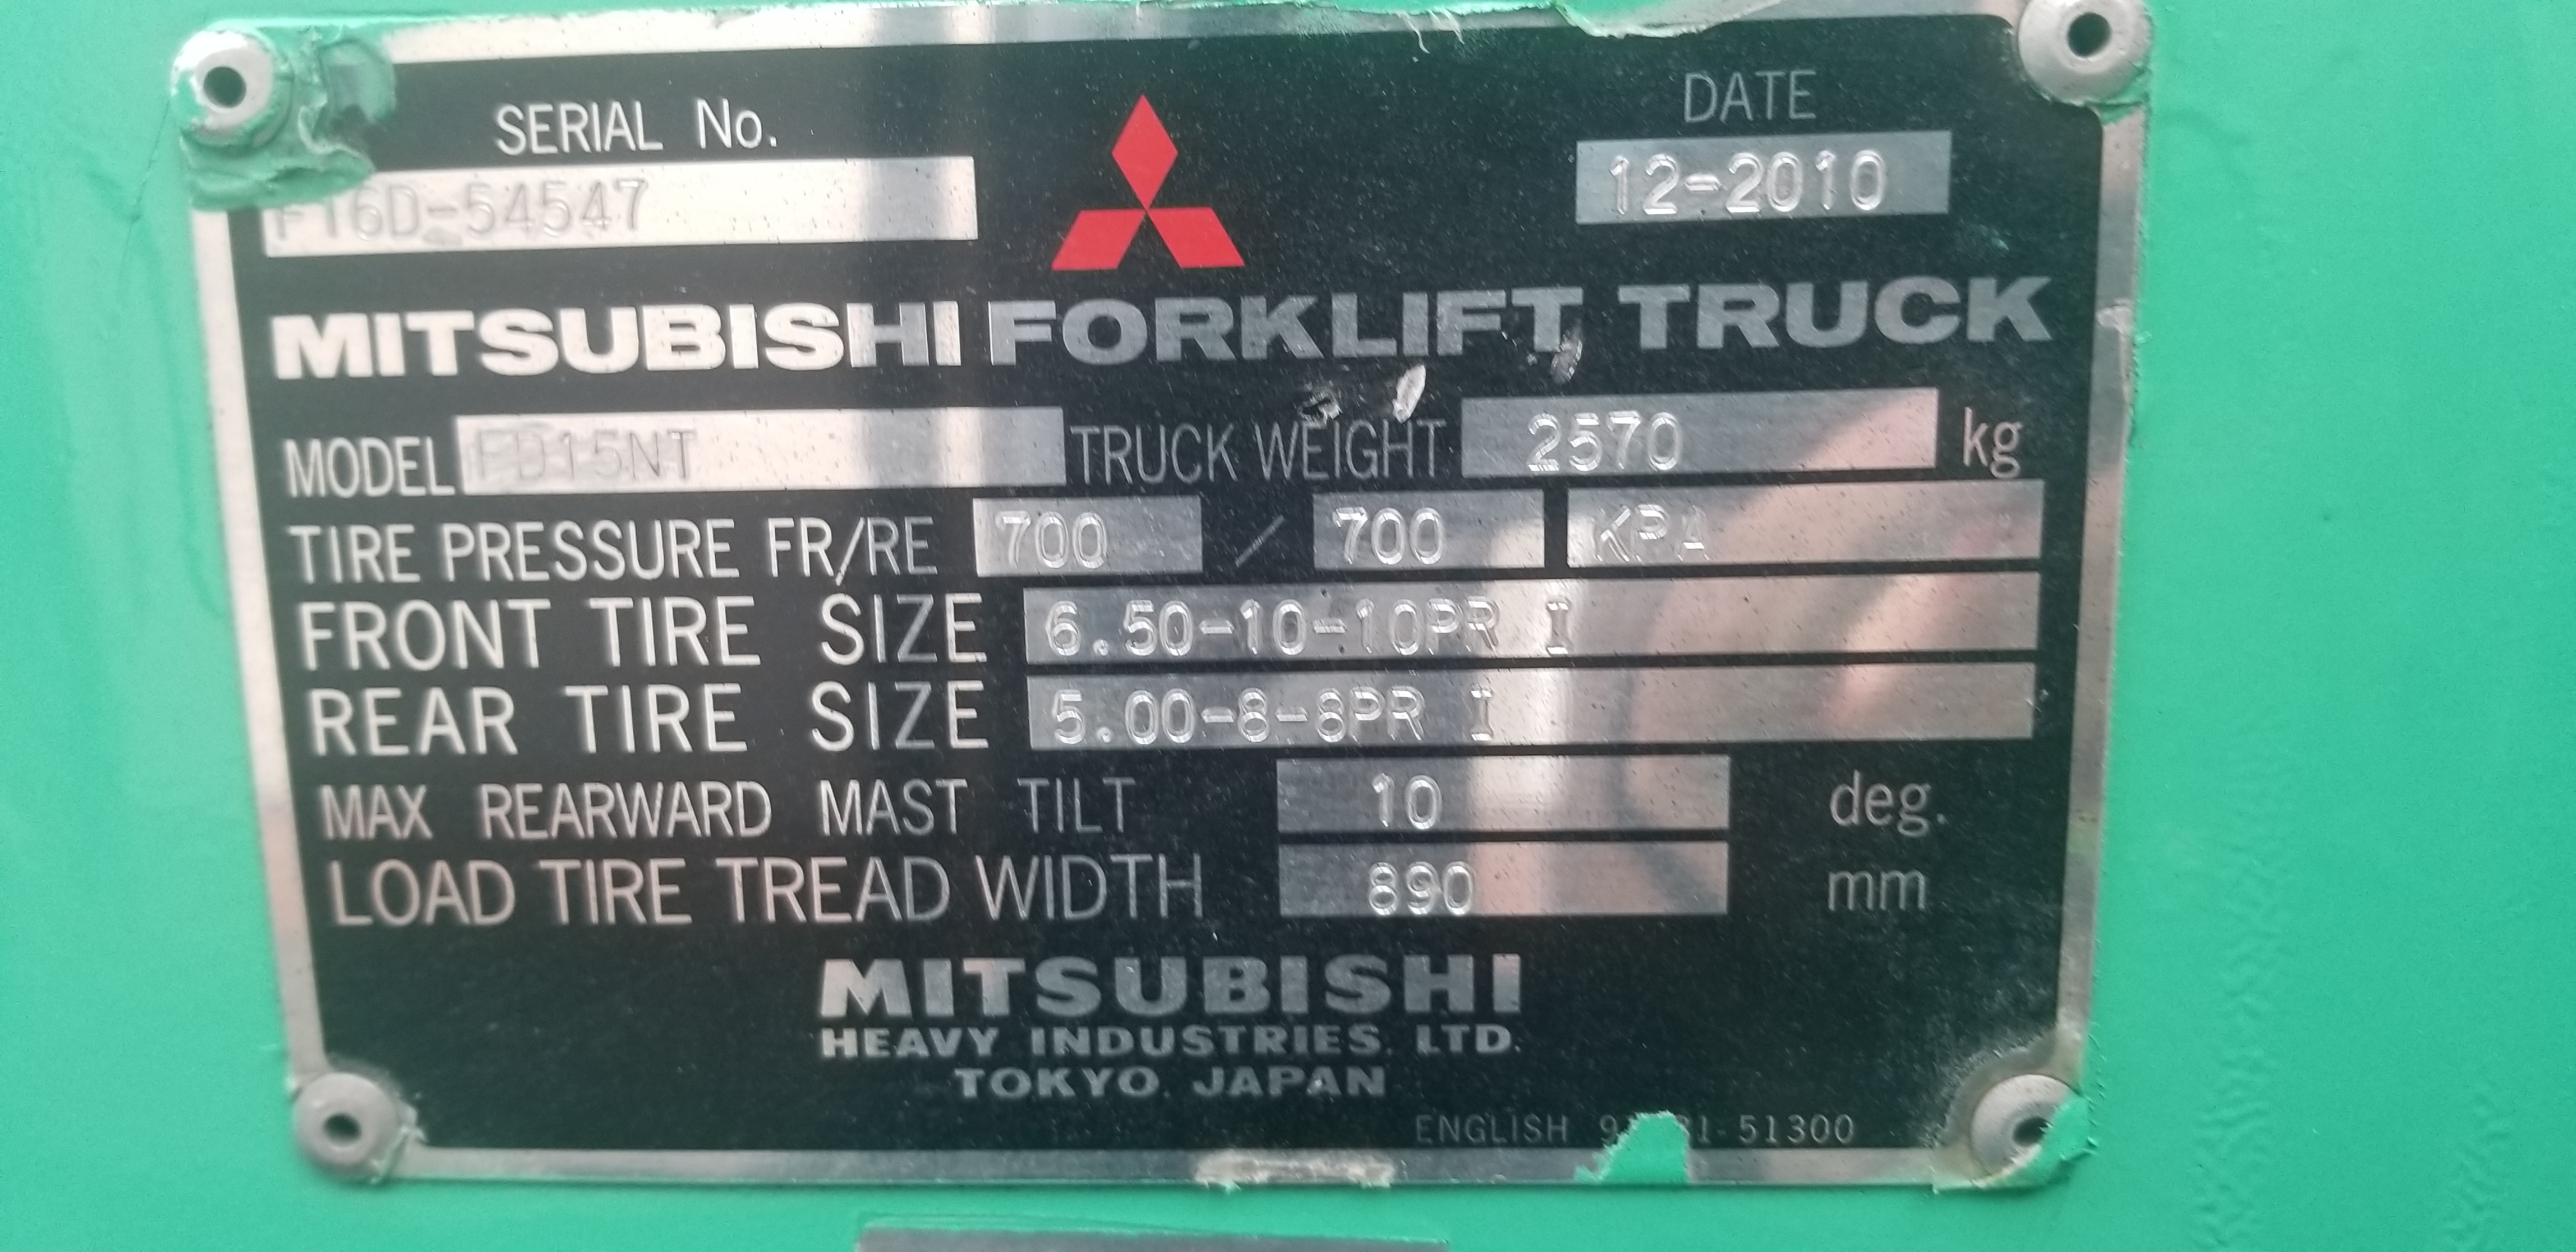 SERIAL No.
DATE
F16D-54547
12-2010
MITSUBISHI FORKLIFT TRUCK
MODEL FD15NT TRUCK WEIGHT 2570 kg
TIRE PRESSURE FR/RE 700 / 700 KPA
FRONT TIRE SIZE 6.50-10-10PR I
REAR TIRE SIZE 5.00-8-8PR I
MAX REARWARD MAST TILT 10 deg.
LOAD TIRE TREAD WIDTH 890 mm
MITSUBISHI
HEAVY INDUSTRIES, LTD.
TOKYO, JAPAN
ENGLISH